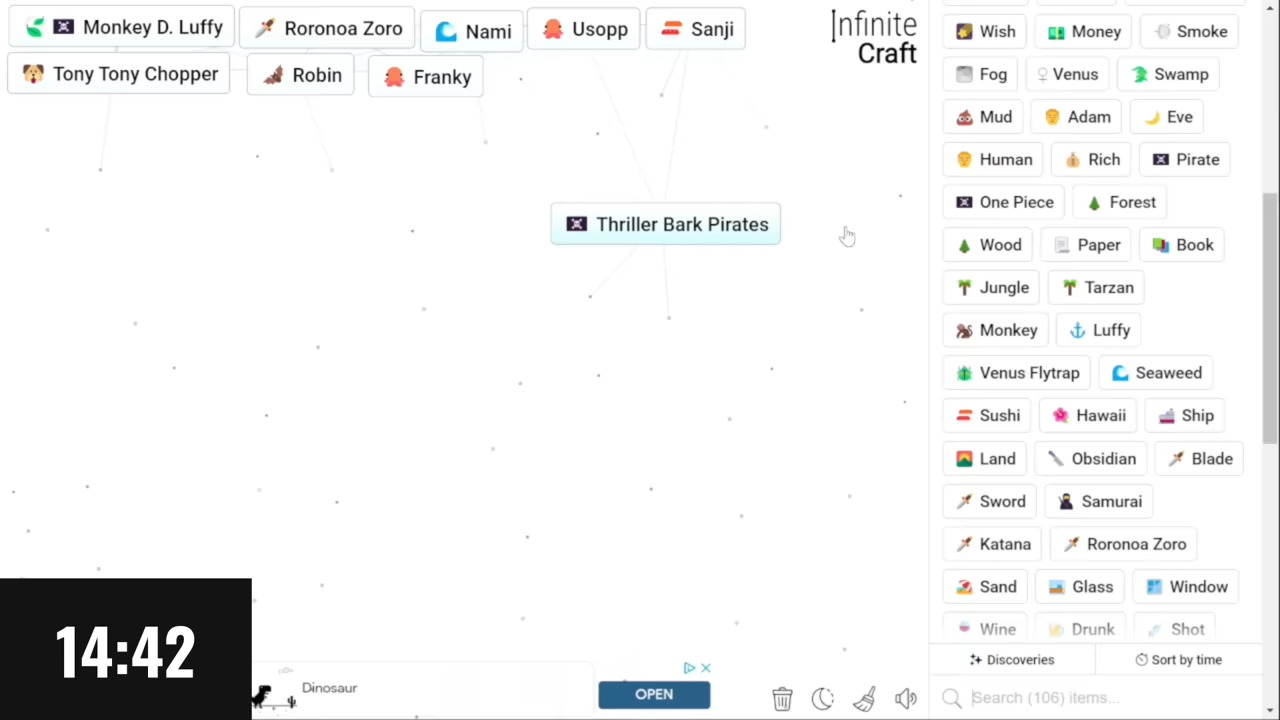 Monkey D. Luffy Roronoa Zoro Nami Usopp Sanji
Tony Tony Chopper Robin Franky
Infinite
Craft
Thriller Bark Pirates
Wish Money Smoke
Fog Venus Swamp
Mud Adam Eve
Human Rich Pirate
One Piece Forest
Wood Paper Book
Jungle Tarzan
Monkey Luffy
Venus Flytrap Seaweed
Sushi Hawaii Ship
Land Obsidian Blade
Sword Samurai
Katana Roronoa Zoro
Sand Glass Window
Wine Drunk Shot
Discoveries Sort by time
Search (106) items...
14:42
Dinosaur
OPEN